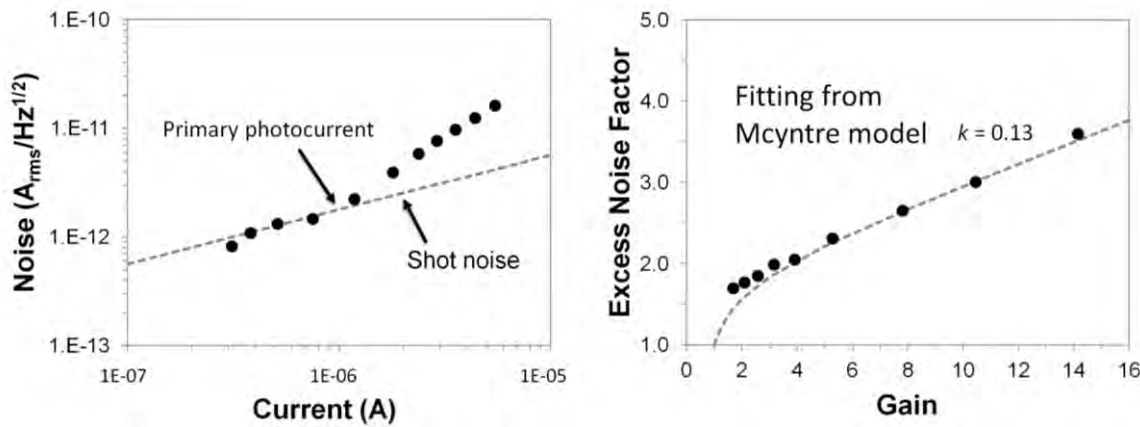 1.E-10
1.E-11
1.E-12
1.E-13
Noise (Arms/Hz1/2)
Primary photocurrent
Shot noise
1E-07
1E-06
1E-05
Current (A)
5.0
4.0
3.0
2.0
1.0
Excess Noise Factor
Fitting from
Mcyntre model k = 0.13
0 2 4 6 8 10 12 14 16
Gain